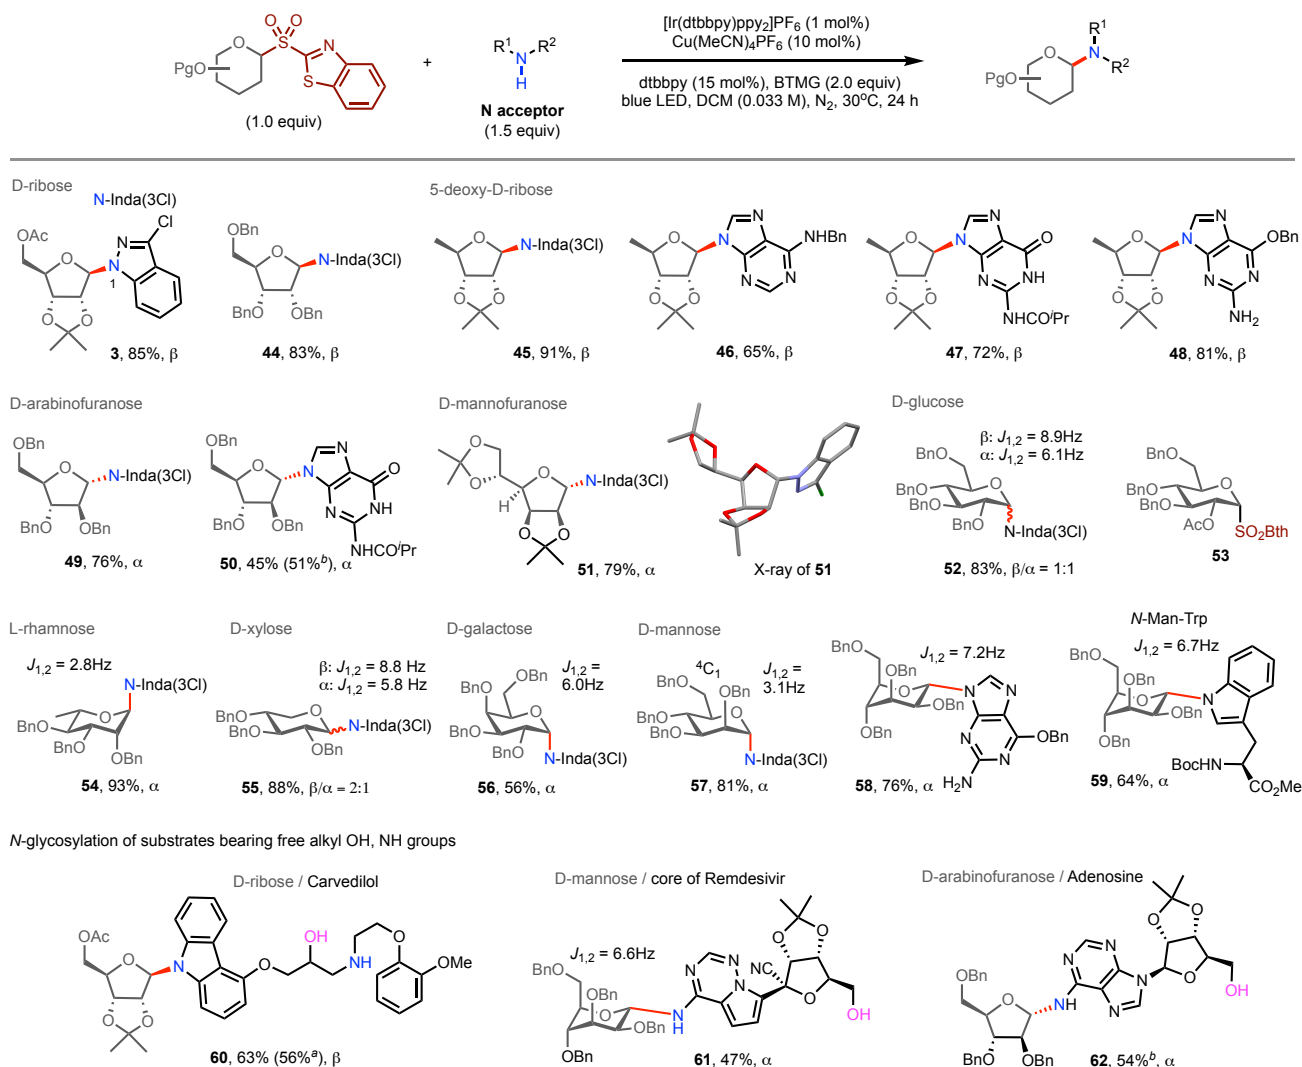 [Ir(dtbbpy)ppy2]PF6 (1 mol%)
Cu(MeCN)4PF6 (10 mol%)
dtbbpy (15 mol%), BTMG (2.0 equiv)
blue LED, DCM (0.033 M), N2, 30°C, 24 h
PgO
O
O O
S
N
S
(1.0 equiv)
+
R1 R2
N
H
N acceptor
(1.5 equiv)
PgO
O
R1
N
R2
D-ribose
N-Inda(3Cl)
OAc
O
N
N
Cl
1
O O
3, 85%, β
OBn
O
N-Inda(3Cl)
BnO OBn
44, 83%, β
5-deoxy-D-ribose
O
N-Inda(3Cl)
O O
45, 91%, β
O
N
N
NHBn
N
N
O O
46, 65%, β
O
N
N
O
N
NH
NHCOiPr
O O
47, 72%, β
O
N
N
OBn
N
N
NH2
O O
48, 81%, β
D-arabinofuranose
OBn
O
N-Inda(3Cl)
BnO OBn
49, 76%, α
OBn
O
N
N
O
N
NH
NHCOiPr
BnO OBn
50, 45% (51%b), α
D-mannofuranose
O
O
O
H
N-Inda(3Cl)
O O
51, 79%, α
X-ray of 51
D-glucose
β: J1,2 = 8.9Hz
α: J1,2 = 6.1Hz
OBn
O
BnO
BnO
BnO
N-Inda(3Cl)
52, 83%, β/α = 1:1
OBn
O
BnO
BnO
AcO
SO2Bth
53
L-rhamnose
J1,2 = 2.8Hz
N-Inda(3Cl)
O
BnO
BnO
OBn
54, 93%, α
D-xylose
β: J1,2 = 8.8 Hz
α: J1,2 = 5.8 Hz
O
N-Inda(3Cl)
BnO
BnO
OBn
55, 88%, β/α = 2:1
D-galactose
J1,2 =
6.0Hz
OBn
OBn
O
BnO
BnO
N-Inda(3Cl)
56, 56%, α
D-mannose
4C1
J1,2 =
3.1Hz
OBn
OBn
O
BnO
BnO
N-Inda(3Cl)
57, 81%, α
J1,2 = 7.2Hz
BnO
OBn
O
OBn
OBn
N
N
N
N
OBn
H2N
58, 76%, α
N-Man-Trp
J1,2 = 6.7Hz
BnO
BnO
O
OBn
OBn
N
BocHN
CO2Me
59, 64%, α
N-glycosylation of substrates bearing free alkyl OH, NH groups
D-ribose / Carvedilol
OAc
O
N
O
OH
NH
O
OMe
O O
60, 63% (56%a), β
D-mannose / core of Remdesivir
J1,2 = 6.6Hz
BnO
OBn
O
OBn
OBn
N
H
N
N
N
NC
O O
O
OH
61, 47%, α
D-arabinofuranose / Adenosine
OBn
O
BnO OBn
NH
N
N
N
N
O
O
O
OH
62, 54%b, α